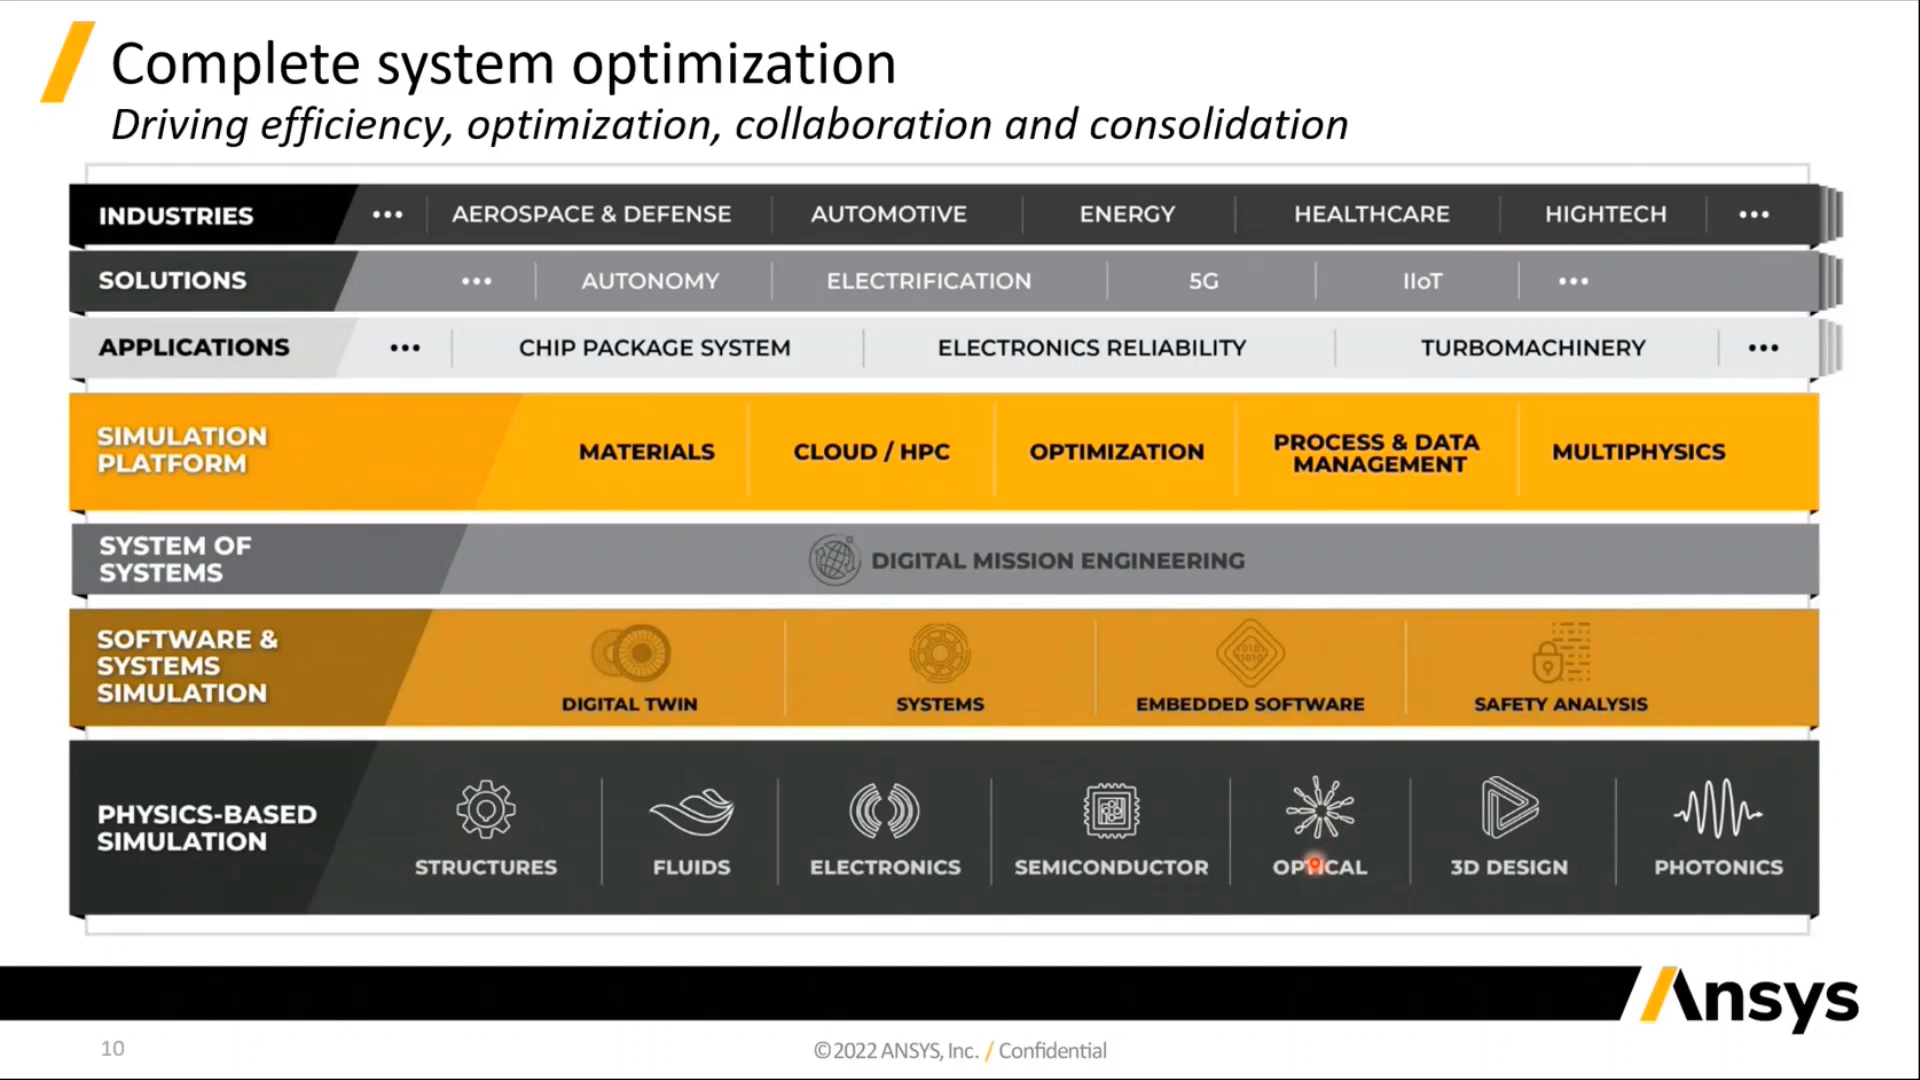 Complete system optimization
Driving efficiency, optimization, collaboration and consolidation
INDUSTRIES ••• AEROSPACE & DEFENSE AUTOMOTIVE ENERGY HEALTHCARE HIGHTECH •••
SOLUTIONS ••• AUTONOMY ELECTRIFICATION 5G IIoT •••
APPLICATIONS ••• CHIP PACKAGE SYSTEM ELECTRONICS RELIABILITY TURBOMACHINERY •••
SIMULATION
PLATFORM
MATERIALS CLOUD / HPC OPTIMIZATION
PROCESS & DATA
MANAGEMENT
MULTIPHYSICS
SYSTEM OF
SYSTEMS
DIGITAL MISSION ENGINEERING
SOFTWARE &
SYSTEMS
SIMULATION
DIGITAL TWIN SYSTEMS EMBEDDED SOFTWARE SAFETY ANALYSIS
PHYSICS-BASED
SIMULATION
STRUCTURES FLUIDS ELECTRONICS SEMICONDUCTOR OPTICAL 3D DESIGN PHOTONICS
Ansys
10
©2022 ANSYS, Inc. / Confidential